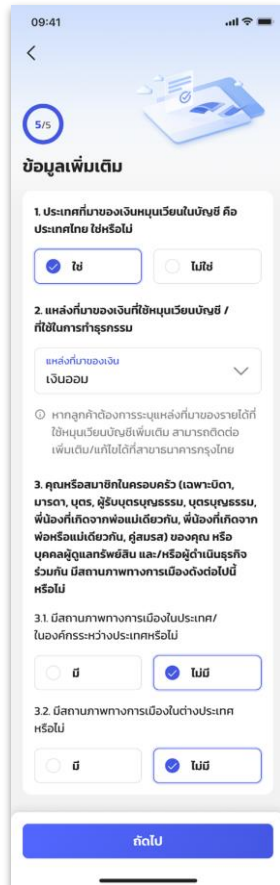 09:41
5/5
ข้อมูลเพิ่มเติม
1. ประเทศที่มาของเงินหมุนเวียนในบัญชี คือ
ประเทศไทย ใช่หรือไม่
ใช่
ไม่ใช่
2. แหล่งที่มาของเงินที่ใช้หมุนเวียนบัญชี /
ที่ใช้ในการทำธุรกรรม
แหล่งที่มาของเงิน
เงินออม
หากลูกค้าต้องการระบุแหล่งที่มาของรายได้ที่
ใช้หมุนเวียนบัญชีเพิ่มเติม สามารถติดต่อ
เพิ่มเติม/แก้ไขได้ที่สาขาธนาคารกรุงไทย
3. คุณหรือสมาชิกในครอบครัว (เฉพาะบิดา,
มารดา, บุตร, ผู้รับบุตรบุญธรรม, บุตรบุญธรรม,
พี่น้องที่เกิดจากพ่อแม่เดียวกัน, พี่น้องที่เกิดจาก
พ่อหรือแม่เดียวกัน, คู่สมรส) ของคุณ หรือ
บุคคลผู้ดูแลทรัพย์สิน และ/หรือผู้ดำเนินธุรกิจ
ร่วมกัน มีสถานภาพทางการเมืองดังต่อไปนี้
หรือไม่
3.1. มีสถานภาพทางการเมืองในประเทศ/
ในองค์กรระหว่างประเทศหรือไม่
มี
ไม่มี
3.2. มีสถานภาพทางการเมืองในต่างประเทศ
หรือไม่
มี
ไม่มี
ถัดไป